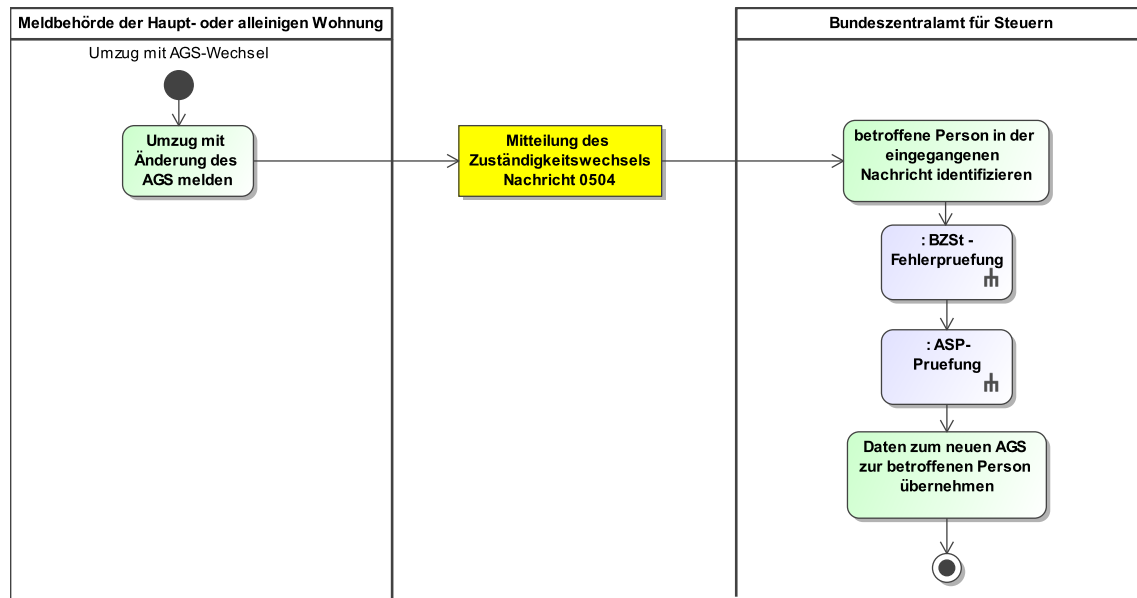 Meldbehörde der Haupt- oder alleinigen Wohnung
Umzug mit AGS-Wechsel
Umzug mit
Änderung des
AGS melden
Mitteilung des
Zuständigkeitswechsels
Nachricht 0504
Bundeszentralamt für Steuern
betroffene Person in der
eingegangenen
Nachricht identifizieren
: BZSt -
Fehlerpruefung
: ASP-
Pruefung
Daten zum neuen AGS
zur betroffenen Person
übernehmen